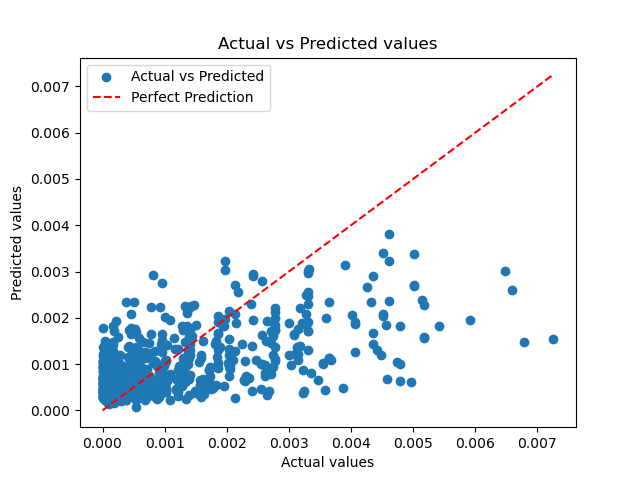 Actual vs Predicted values
Actual vs Predicted
Perfect Prediction
0.007
0.006
0.005
0.004
0.003
0.002
0.001
0.000
Predicted values
0.000 0.001 0.002 0.003 0.004 0.005 0.006 0.007
Actual values